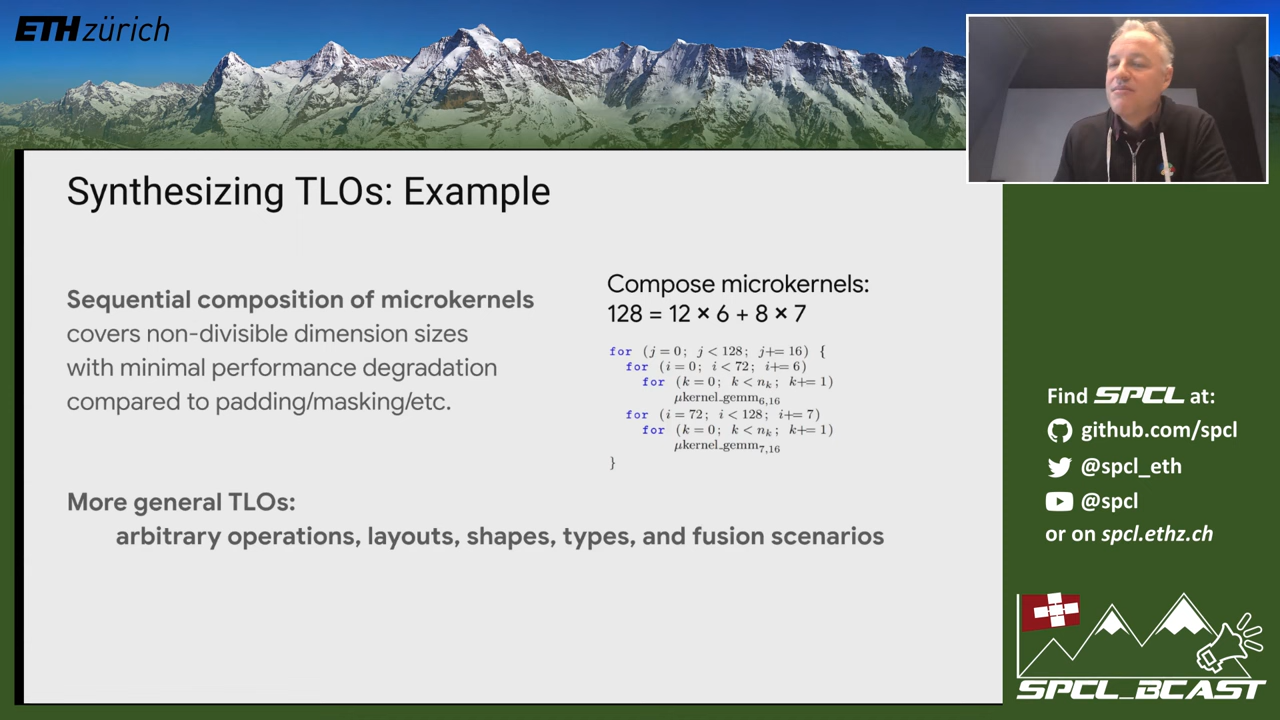 ETH zürich
Synthesizing TLOs: Example
Sequential composition of microkernels
covers non-divisible dimension sizes
with minimal performance degradation
compared to padding/masking/etc.
Compose microkernels:
128 = 12 × 6 + 8 × 7
for (j = 0; j < 128; j += 16) {
for (i = 0; i < 72; i += 6)
for (k = 0; k < n_k; k += 1)
μkernel_gemm_6,16
for (i = 72; i < 128; i += 7)
for (k = 0; k < n_k; k += 1)
μkernel_gemm_7,16
}
More general TLOs:
arbitrary operations, layouts, shapes, types, and fusion scenarios
Find SPCL at:
github.com/spcl
@spcl_eth
@spcl
or on spcl.ethz.ch
SPCL_BCAST